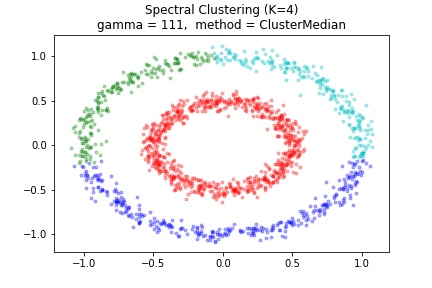 Spectral Clustering (K=4)
gamma = 111,  method = ClusterMedian
1.0
0.5
0.0
−0.5
−1.0
−1.0 −0.5 0.0 0.5 1.0